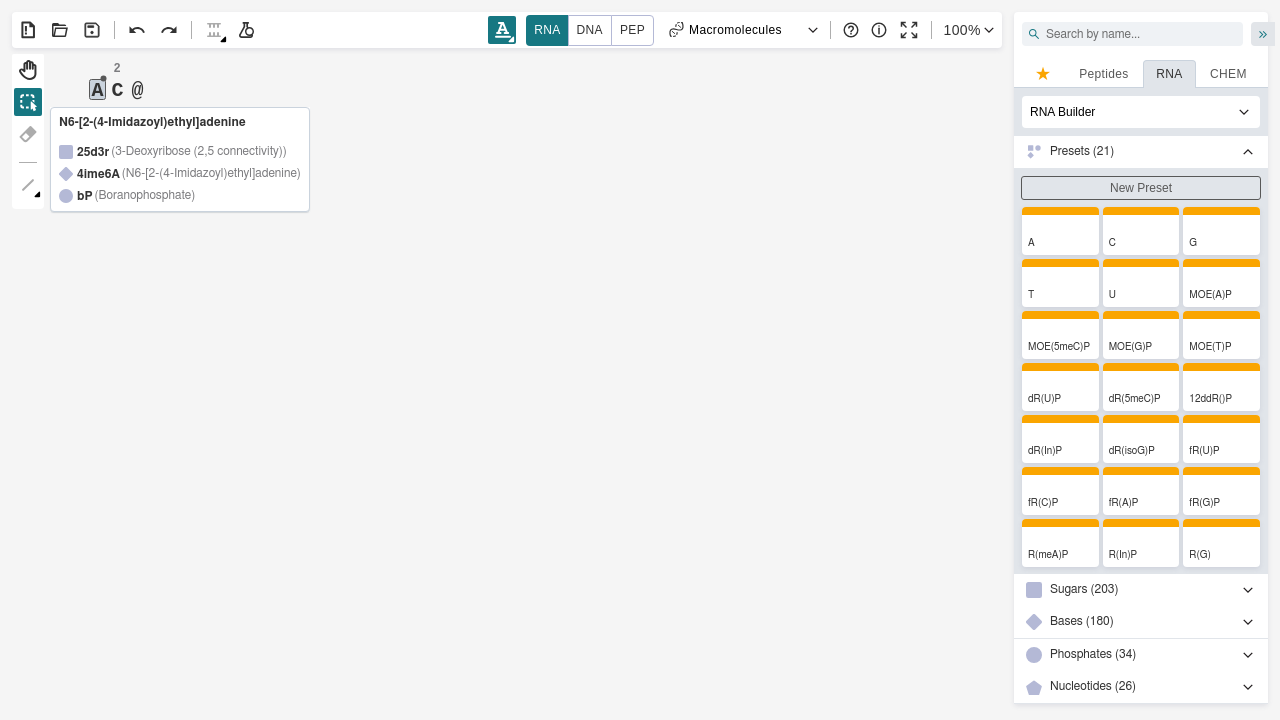 A
RNA
DNA
PEP
Macromolecules
100%
2
A C @
N6-[2-(4-Imidazoyl)ethyl]adenine
25d3r (3-Deoxyribose (2,5 connectivity))
4ime6A (N6-[2-(4-Imidazoyl)ethyl]adenine)
bP (Boranophosphate)
Search by name...
Peptides
RNA
CHEM
RNA Builder
Presets (21)
New Preset
A
C
G
T
U
MOE(A)P
MOE(5meC)P
MOE(G)P
MOE(T)P
dR(U)P
dR(5meC)P
12ddR()P
dR(In)P
dR(isoG)P
fR(U)P
fR(C)P
fR(A)P
fR(G)P
R(meA)P
R(In)P
R(G)
Sugars (203)
Bases (180)
Phosphates (34)
Nucleotides (26)